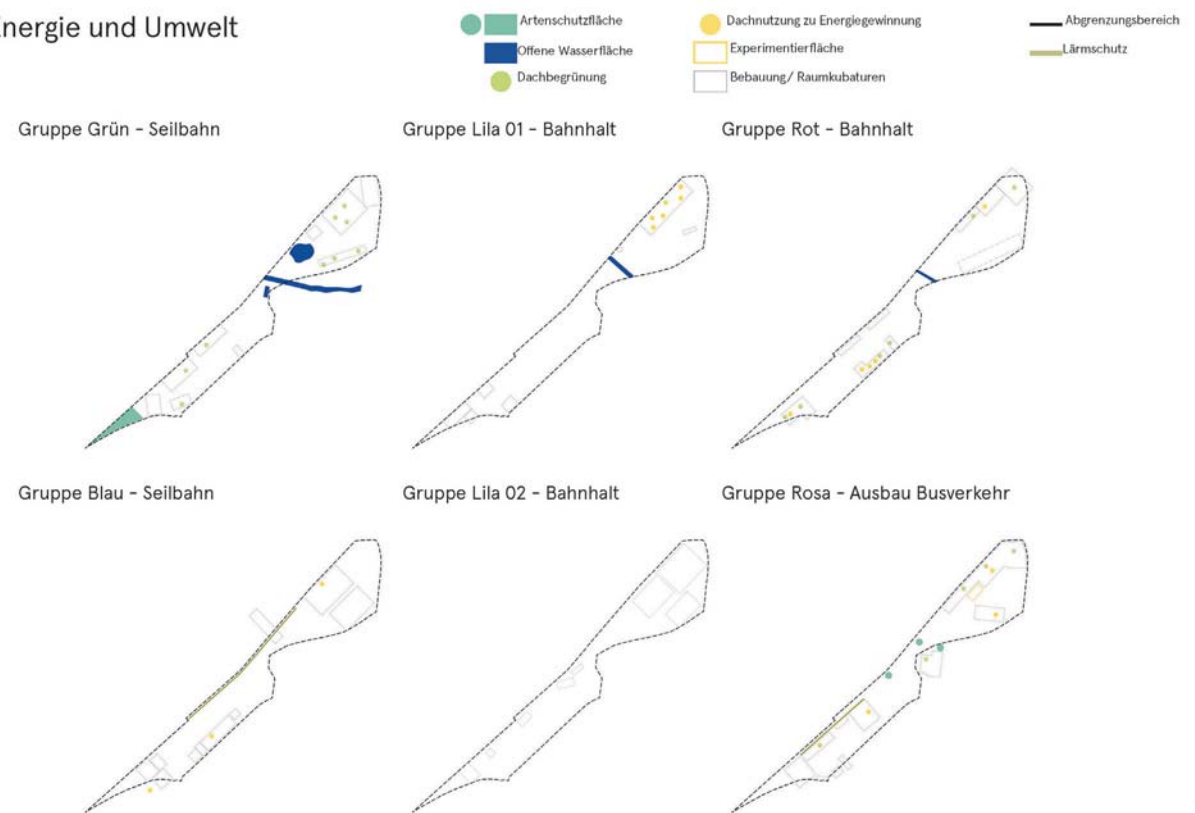 nergie und Umwelt
Artenschutzfläche
Offene Wasserfläche
Dachbegrünung
Dachnutzung zu Energiegewinnung
Experimentierfläche
Bebauung/ Raumkubaturen
Abgrenzungsbereich
Lärmschutz
Gruppe Grün - Seilbahn
Gruppe Lila 01 - Bahnhalt
Gruppe Rot - Bahnhalt
Gruppe Blau - Seilbahn
Gruppe Lila 02 - Bahnhalt
Gruppe Rosa - Ausbau Busverkehr